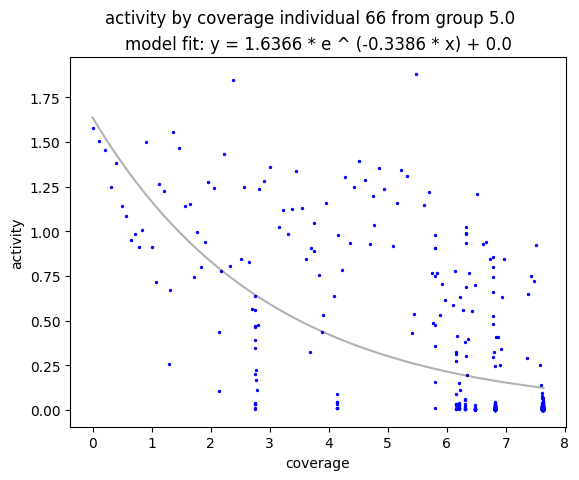 activity by coverage individual 66 from group 5.0
model fit: y = 1.6366 * e ^ (-0.3386 * x) + 0.0
1.75
1.50
1.25
1.00
0.75
0.50
0.25
0.00
activity
0 1 2 3 4 5 6 7 8
coverage